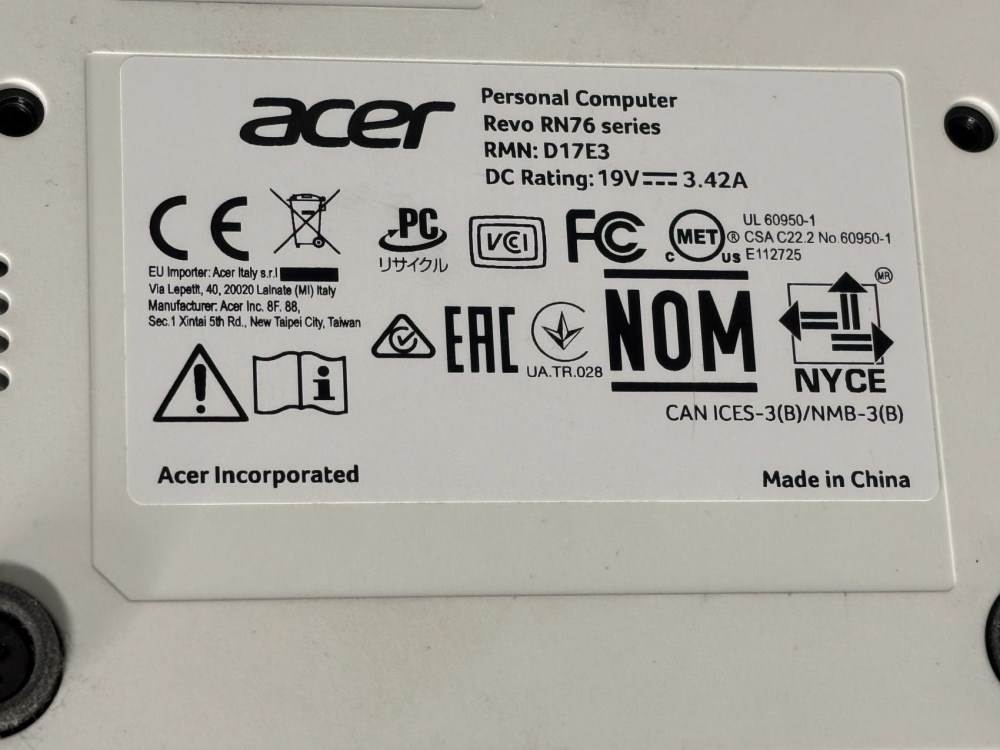 acer
Personal Computer
Revo RN76 series
RMN: D17E3
DC Rating: 19V⎓3.42A
CE
PC
リサイクル
VCI
FC
c MET ® US
UL 60950-1
CSA C22.2 No.60950-1
E112725
EU Importer: Acer Italy s.r.l
Via Lepetit, 40, 20020 Lainate (MI) Italy
Manufacturer: Acer Inc. 8F. 88,
Sec.1 Xintai 5th Rd., New Taipei City, Taiwan
EAC
UA.TR.028
NOM
MR
NYCE
CAN ICES-3(B)/NMB-3(B)
Acer Incorporated
Made in China